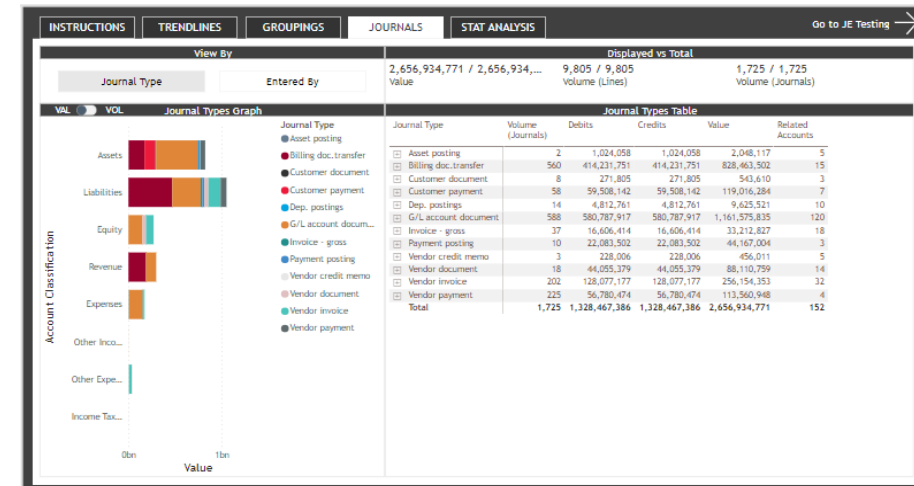 INSTRUCTIONS TRENDLINES GROUPINGS JOURNALS STAT ANALYSIS Go to JE Testing
View By
Journal Type Entered By
Displayed vs Total
2,656,934,771 / 2,656,934,... 9,805 / 9,805 1,725 / 1,725
Value Volume (Lines) Volume (Journals)
VAL VOL Journal Types Graph
Account Classification
Assets
Liabilities
Equity
Revenue
Expenses
Other Inco...
Other Expe...
Income Tax...
0bn 1bn
Value
Journal Type
Asset posting
Billing doc.transfer
Customer document
Customer payment
Dep. postings
G/L account docum...
Invoice - gross
Payment posting
Vendor credit memo
Vendor document
Vendor invoice
Vendor payment
Journal Types Table
Journal Type Volume (Journals) Debits Credits Value Related Accounts
Asset posting 2 1,024,058 1,024,058 2,048,117 5
Billing doc.transfer 560 414,231,751 414,231,751 828,463,502 15
Customer document 8 271,805 271,805 543,610 3
Customer payment 58 59,508,142 59,508,142 119,016,284 7
Dep. postings 14 4,812,761 4,812,761 9,625,521 10
G/L account document 588 580,787,917 580,787,917 1,161,575,835 120
Invoice - gross 37 16,606,414 16,606,414 33,212,827 18
Payment posting 10 22,083,502 22,083,502 44,167,004 3
Vendor credit memo 3 228,006 228,006 456,011 5
Vendor document 18 44,055,379 44,055,379 88,110,759 14
Vendor invoice 202 128,077,177 128,077,177 256,154,353 32
Vendor payment 225 56,780,474 56,780,474 113,560,948 4
Total 1,725 1,328,467,386 1,328,467,386 2,656,934,771 152